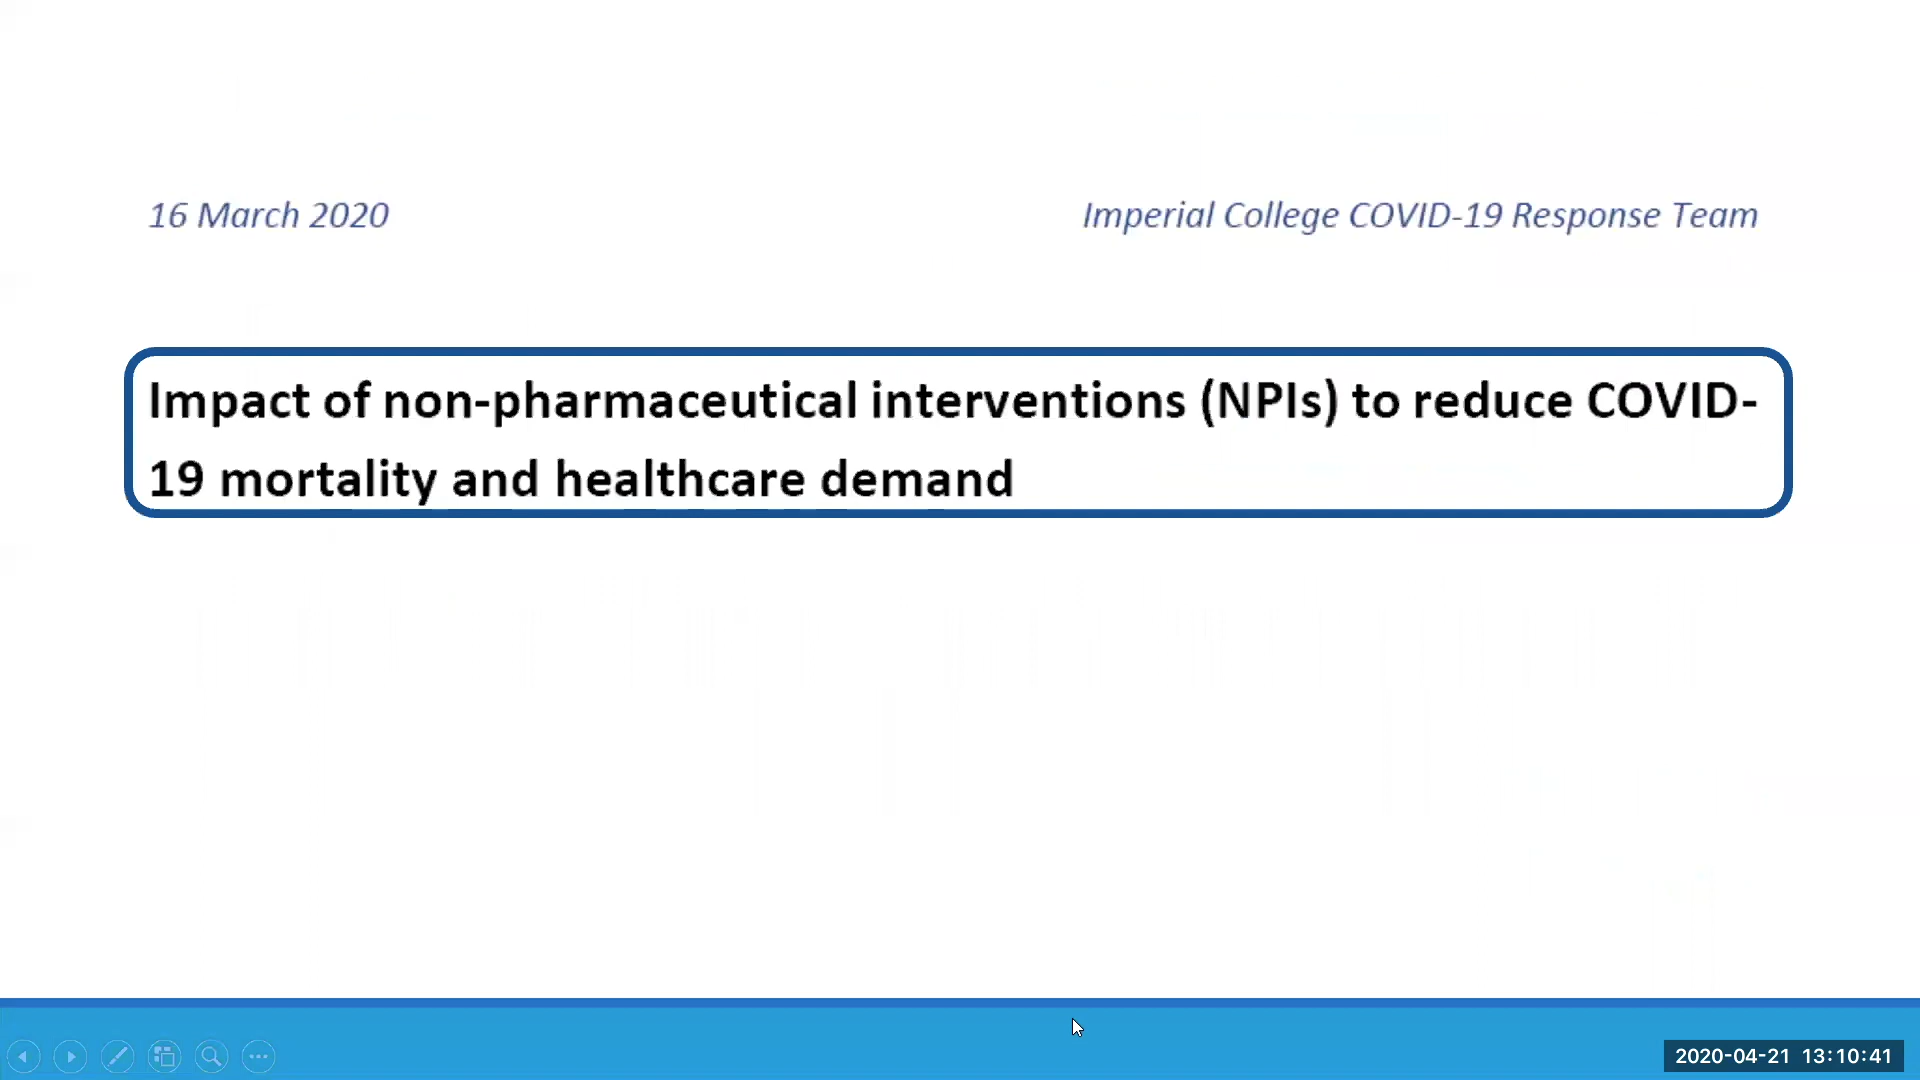 16 March 2020
Imperial College COVID-19 Response Team
Impact of non-pharmaceutical interventions (NPIs) to reduce COVID-
19 mortality and healthcare demand
2020-04-21 13:10:41